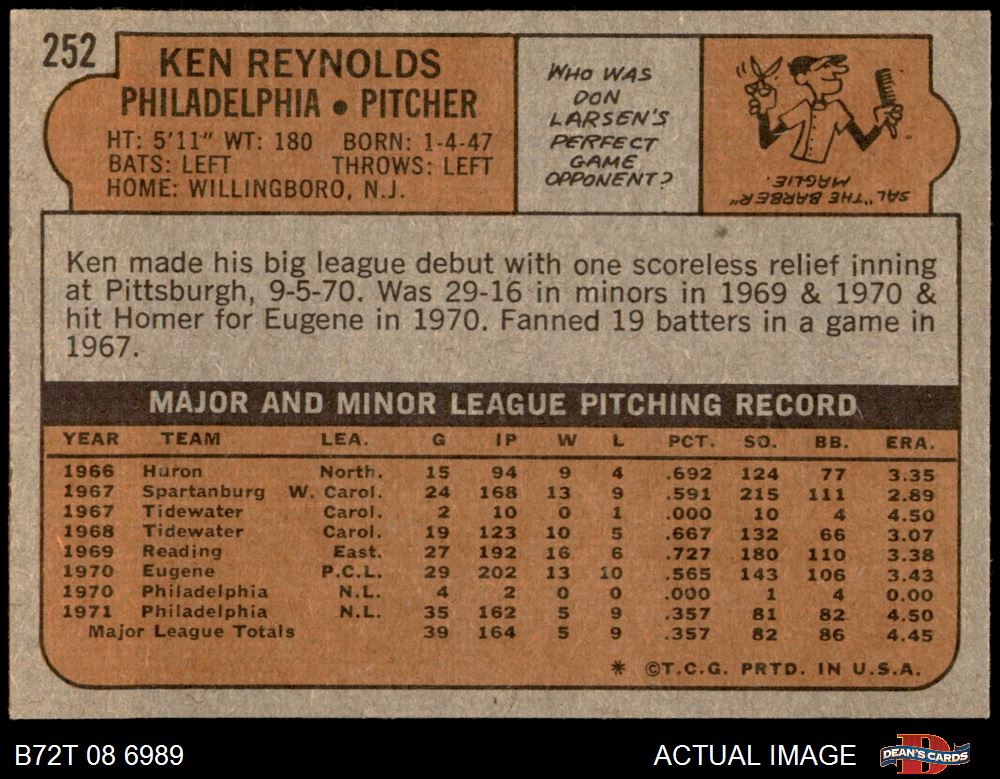 252
KEN REYNOLDS
PHILADELPHIA • PITCHER
HT: 5'11" WT: 180 BORN: 1-4-47
BATS: LEFT THROWS: LEFT
HOME: WILLINGBORO, N.J.
WHO WAS
DON
LARSEN'S
PERFECT
GAME
OPPONENT?
SAL "THE BARBER"
MAGLIE.
Ken made his big league debut with one scoreless relief inning
at Pittsburgh, 9-5-70. Was 29-16 in minors in 1969 & 1970 &
hit Homer for Eugene in 1970. Fanned 19 batters in a game in
1967.
MAJOR AND MINOR LEAGUE PITCHING RECORD
YEAR TEAM LEA. G IP W L PCT. SO. BB. ERA.
1966 Huron North. 15 94 9 4 .692 124 77 3.35
1967 Spartanburg W. Carol. 24 168 13 9 .591 215 111 2.89
1967 Tidewater Carol. 2 10 0 1 .000 10 4 4.50
1968 Tidewater Carol. 19 123 10 5 .667 132 66 3.07
1969 Reading East. 27 192 16 6 .727 180 110 3.38
1970 Eugene P.C.L. 29 202 13 10 .565 143 106 3.43
1970 Philadelphia N.L. 4 2 0 0 .000 1 4 0.00
1971 Philadelphia N.L. 35 162 5 9 .357 81 82 4.50
Major League Totals 39 164 5 9 .357 82 86 4.45
* ©T.C.G. PRTD. IN U.S.A.
B72T 08 6989 ACTUAL IMAGE DEAN'S CARDS